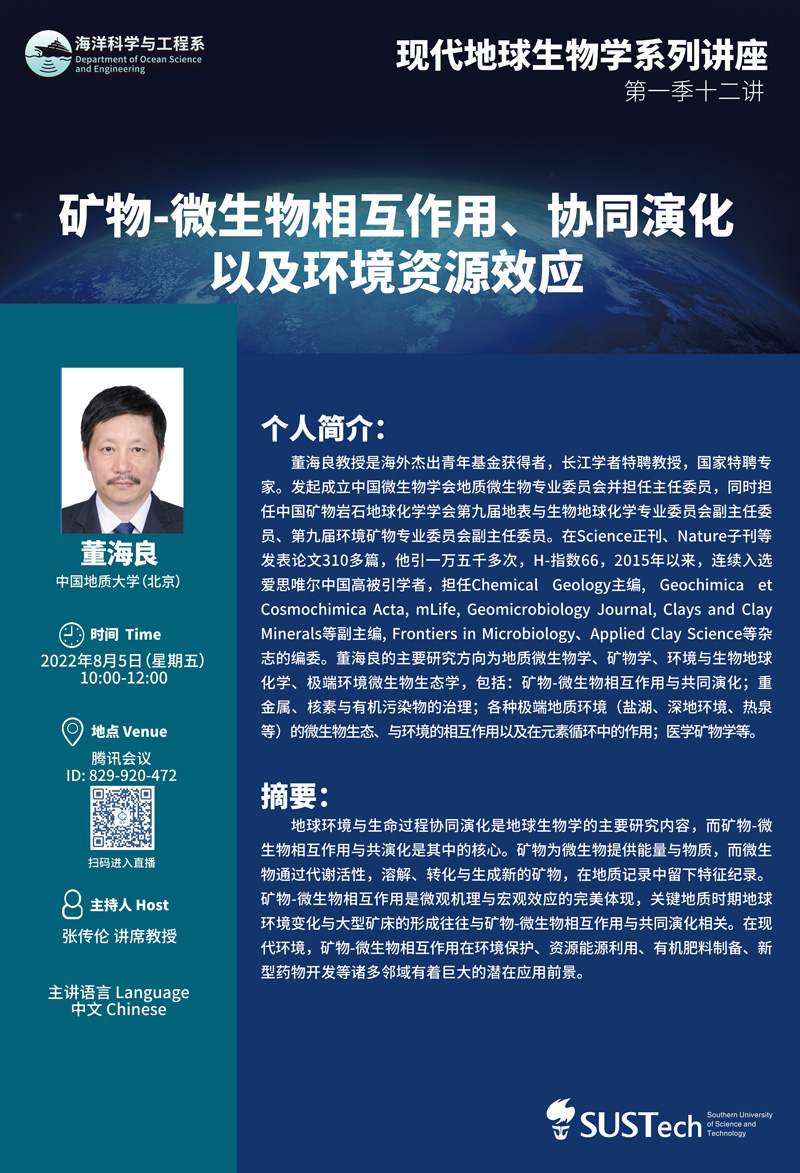 海洋科学与工程系
Department of Ocean Science
and Engineering
现代地球生物学系列讲座
第一季十二讲
矿物-微生物相互作用、协同演化
以及环境资源效应
董海良
中国地质大学（北京）
时间 Time
2022年8月5日（星期五）
10:00-12:00
地点 Venue
腾讯会议
ID: 829-920-472
扫码进入直播
主持人 Host
张传伦 讲席教授
主讲语言 Language
中文 Chinese
个人简介：
董海良教授是海外杰出青年基金获得者，长江学者特聘教授，国家特聘专
家。发起成立中国微生物学会地质微生物专业委员会并担任主任委员，同时担
任中国矿物岩石地球化学学会第九届地表与生物地球化学专业委员会副主任委
员、第九届环境矿物专业委员会副主任委员。在Science正刊、Nature子刊等
发表论文310多篇，他引一万五千多次，H-指数66，2015年以来，连续入选
爱思唯尔中国高被引学者，担任Chemical Geology主编, Geochimica et
Cosmochimica Acta, mLife, Geomicrobiology Journal, Clays and Clay
Minerals等副主编, Frontiers in Microbiology、Applied Clay Science等杂
志的编委。董海良的主要研究方向为地质微生物学、矿物学、环境与生物地球
化学、极端环境微生物生态学，包括：矿物-微生物相互作用与共同演化；重
金属、核素与有机污染物的治理；各种极端地质环境（盐湖、深地环境、热泉
等）的微生物生态、与环境的相互作用以及在元素循环中的作用；医学矿物学等。
摘要：
地球环境与生命过程协同演化是地球生物学的主要研究内容，而矿物-微
生物相互作用与共演化是其中的核心。矿物为微生物提供能量与物质，而微生
物通过代谢活性，溶解、转化与生成新的矿物，在地质记录中留下特征纪录。
矿物-微生物相互作用是微观机理与宏观效应的完美体现，关键地质时期地球
环境变化与大型矿床的形成往往与矿物-微生物相互作用与共同演化相关。在现
代环境，矿物-微生物相互作用在环境保护、资源能源利用、有机肥料制备、新
型药物开发等诸多邻域有着巨大的潜在应用前景。
SUSTech
Southern University
of Science and
Technology